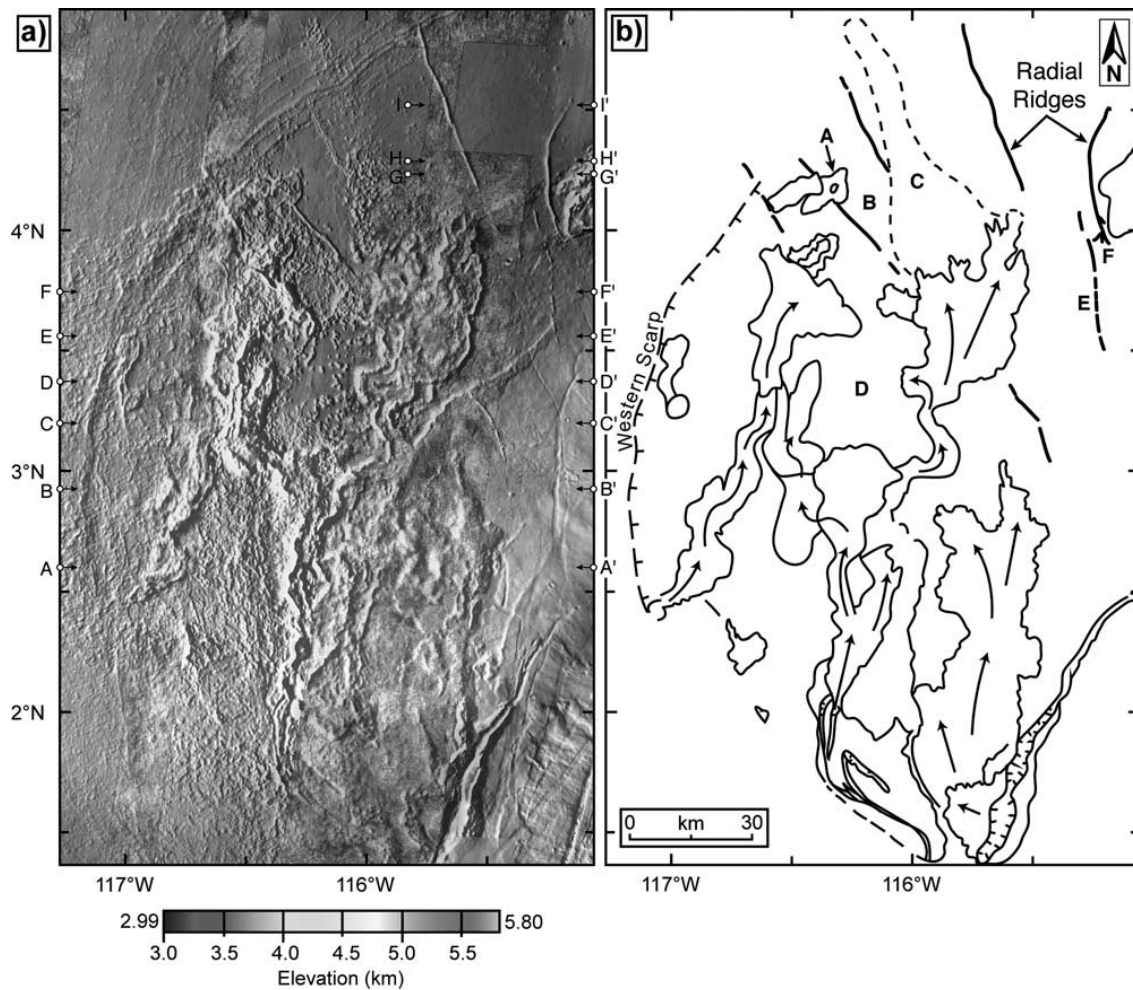 a)
I
I'
H
H'
G
G'
4°N
F
F'
E
E'
D
D'
C
C'
3°N
B
B'
A
A'
2°N
117°W
116°W
2.99
5.80
3.0
3.5
4.0
4.5
5.0
5.5
Elevation (km)
b)
N
Radial
Ridges
A
B
C
F
E
Western Scarp
D
0
km
30
117°W
116°W